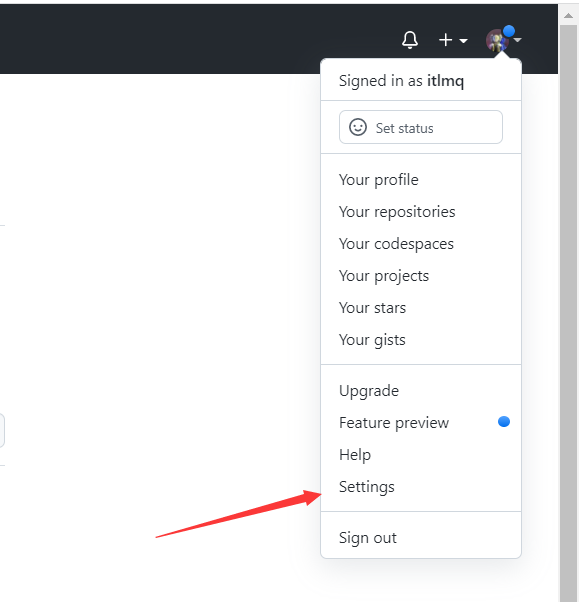 Signed in as itlmq
Set status
Your profile
Your repositories
Your codespaces
Your projects
Your stars
Your gists
Upgrade
Feature preview
Help
Settings
Sign out